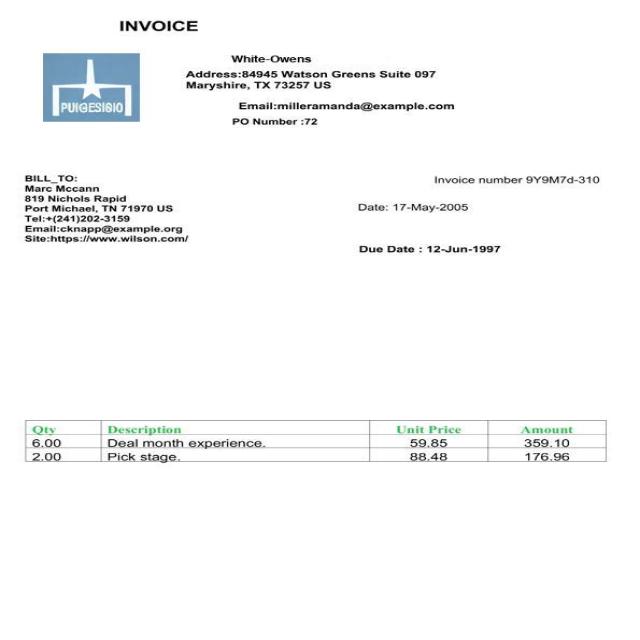 INVOICE
White-Owens
Address:84945 Watson Greens Suite 097
Maryshire, TX 73257 US
PUIGESIGIO
Email:milleramanda@example.com
PO Number :72
BILL_TO:
Marc Mccann
819 Nichols Rapid
Port Michael, TN 71970 US
Tel:+(241)202-3159
Email:cknapp@example.org
Site:https://www.wilson.com/
Invoice number 9Y9M7d-310
Date: 17-May-2005
Due Date : 12-Jun-1997
Qty Description Unit Price Amount
6.00 Deal month experience. 59.85 359.10
2.00 Pick stage. 88.48 176.96